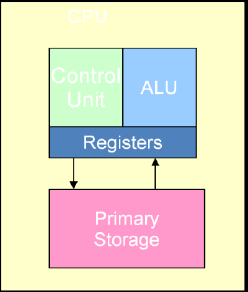 CPU
Control
Unit
ALU
Registers
Primary
Storage